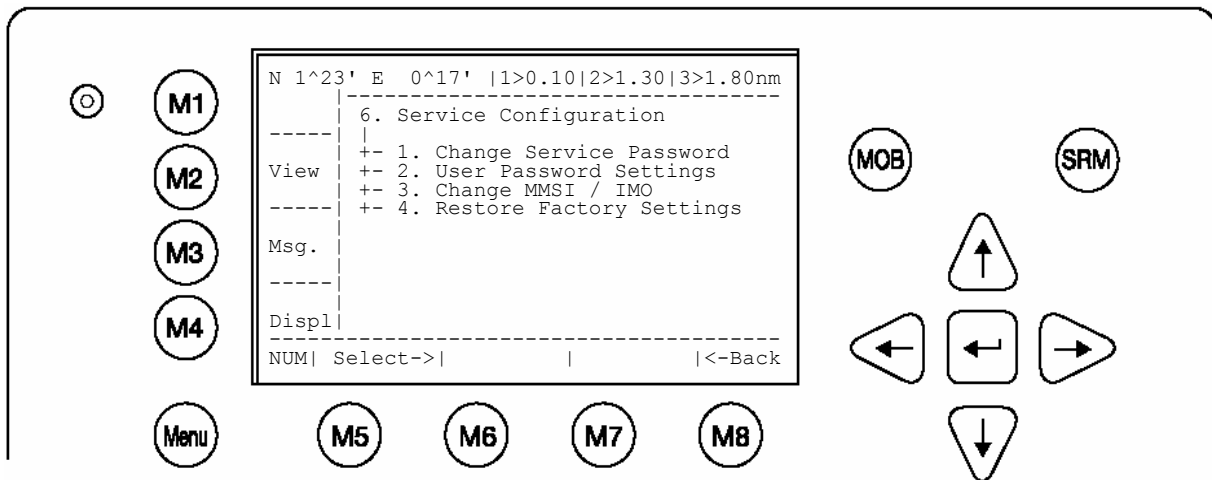 N 1^23' E 0^17' |1>0.10|2>1.30|3>1.80nm
M1
6. Service Configuration
+- 1. Change Service Password
MOB
SRM
M2
View
+- 2. User Password Settings
+- 3. Change MMSI / IMO
+- 4. Restore Factory Settings
M3
Msg.
M4
Displ
NUM| Select->| | |<-Back
Menu
M5
M6
M7
M8